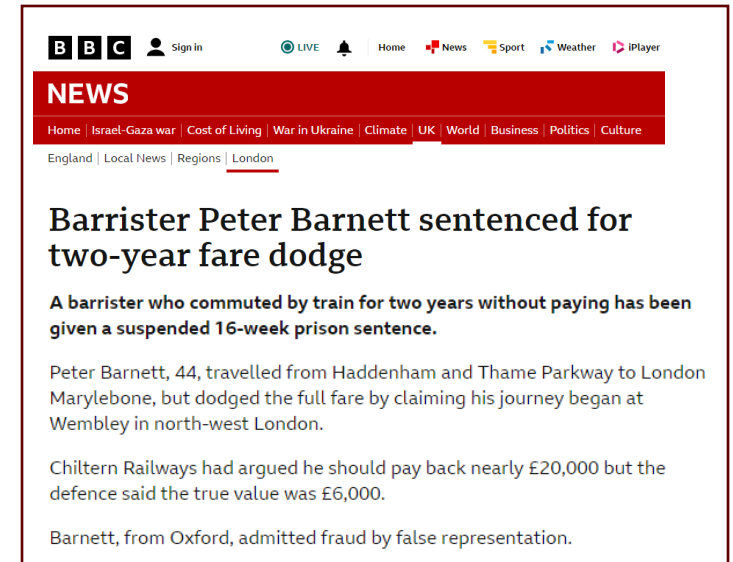 BBC Sign in LIVE Home News Sport Weather iPlayer
NEWS
Home Israel-Gaza war Cost of Living War in Ukraine Climate UK World Business Politics Culture
England Local News Regions London
Barrister Peter Barnett sentenced for
two-year fare dodge
A barrister who commuted by train for two years without paying has been
given a suspended 16-week prison sentence.
Peter Barnett, 44, travelled from Haddenham and Thame Parkway to London
Marylebone, but dodged the full fare by claiming his journey began at
Wembley in north-west London.
Chiltern Railways had argued he should pay back nearly £20,000 but the
defence said the true value was £6,000.
Barnett, from Oxford, admitted fraud by false representation.